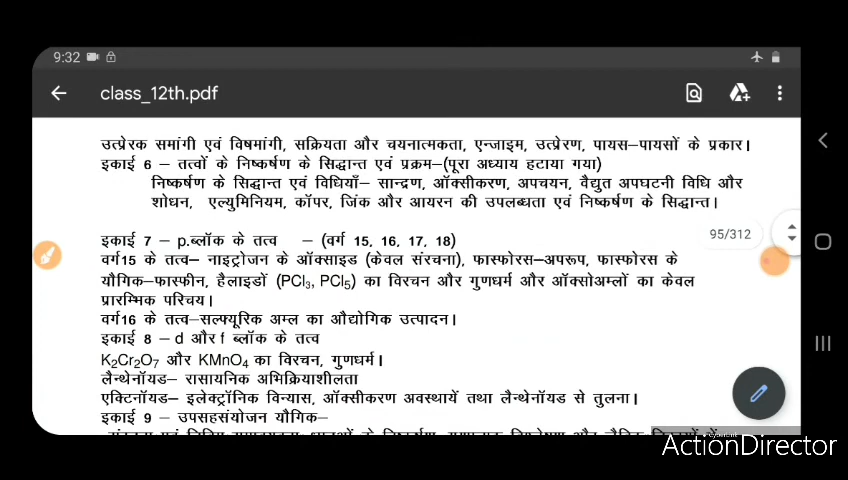 9:32
class_12th.pdf
उत्प्रेरक समांगी एवं विषमांगी, सक्रियता और चयनात्मकता, एन्जाइम, उत्प्रेरण, पायस–पायसों के प्रकार।
इकाई 6 – तत्वों के निष्कर्षण के सिद्धान्त एवं प्रक्रम–(पूरा अध्याय हटाया गया)
निष्कर्षण के सिद्धान्त एवं विधियाँ– सान्द्रण, ऑक्सीकरण, अपचयन, वैद्युत अपघटनी विधि और
शोधन, एल्युमिनियम, कॉपर, जिंक और आयरन की उपलब्धता एवं निष्कर्षण के सिद्धान्त।
95/312
इकाई 7 – p.ब्लॉक के तत्व – (वर्ग 15, 16, 17, 18)
वर्ग15 के तत्व– नाइट्रोजन के ऑक्साइड (केवल संरचना), फास्फोरस–अपरूप, फास्फोरस के
यौगिक–फास्फीन, हैलाइडों (PCl₃, PCl₅) का विरचन और गुणधर्म और ऑक्सोअम्लों का केवल
प्रारम्भिक परिचय।
वर्ग16 के तत्व–सल्फ्यूरिक अम्ल का औद्योगिक उत्पादन।
इकाई 8 – d और f ब्लॉक के तत्व
K₂Cr₂O₇ और KMnO₄ का विरचन, गुणधर्म।
लैन्थेनॉयड– रासायनिक अभिक्रियाशीलता
एक्टिनॉयड– इलेक्ट्रॉनिक विन्यास, ऑक्सीकरण अवस्थायें तथा लैन्थेनॉयड से तुलना।
इकाई 9 – उपसहसंयोजन यौगिक–
ActionDirector